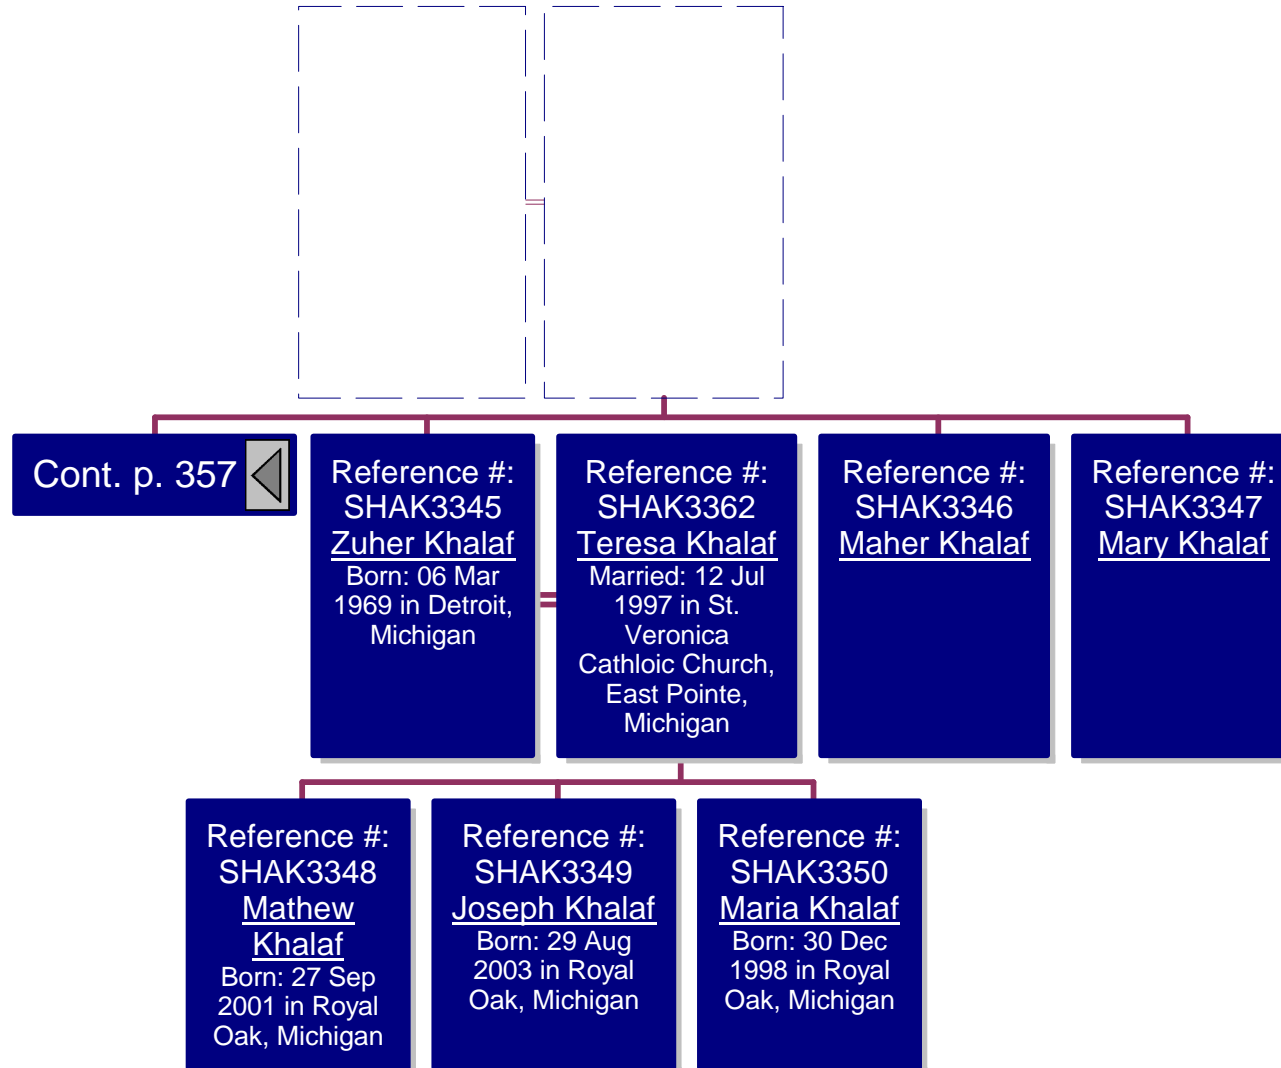 Cont. p. 357
Reference #:
SHAK3345
Zuher Khalaf
Born: 06 Mar
1969 in Detroit,
Michigan
Reference #:
SHAK3362
Teresa Khalaf
Married: 12 Jul
1997 in St.
Veronica
Cathloic Church,
East Pointe,
Michigan
Reference #:
SHAK3346
Maher Khalaf
Reference #:
SHAK3347
Mary Khalaf
Reference #:
SHAK3348
Mathew
Khalaf
Born: 27 Sep
2001 in Royal
Oak, Michigan
Reference #:
SHAK3349
Joseph Khalaf
Born: 29 Aug
2003 in Royal
Oak, Michigan
Reference #:
SHAK3350
Maria Khalaf
Born: 30 Dec
1998 in Royal
Oak, Michigan